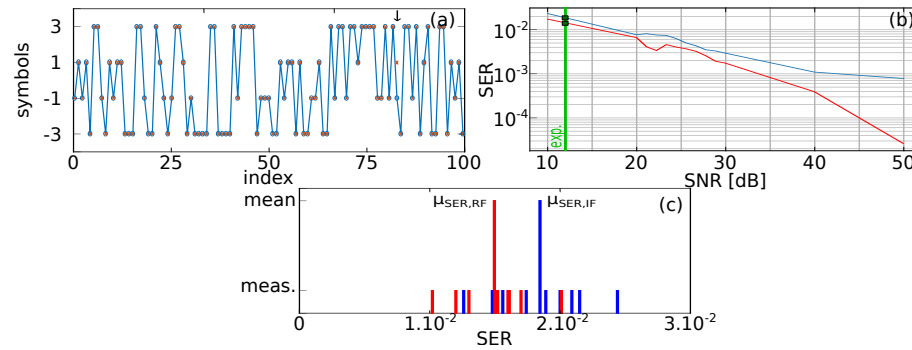 (a)
symbols
3
1
-1
-3
0
25
50
75
100
index
(b)
SER
10⁻²
10⁻³
10⁻⁴
exp.
10
20
30
40
50
SNR [dB]
(c)
mean
μSER,RF
μSER,IF
meas.
0
1.10⁻²
2.10⁻²
3.10⁻²
SER